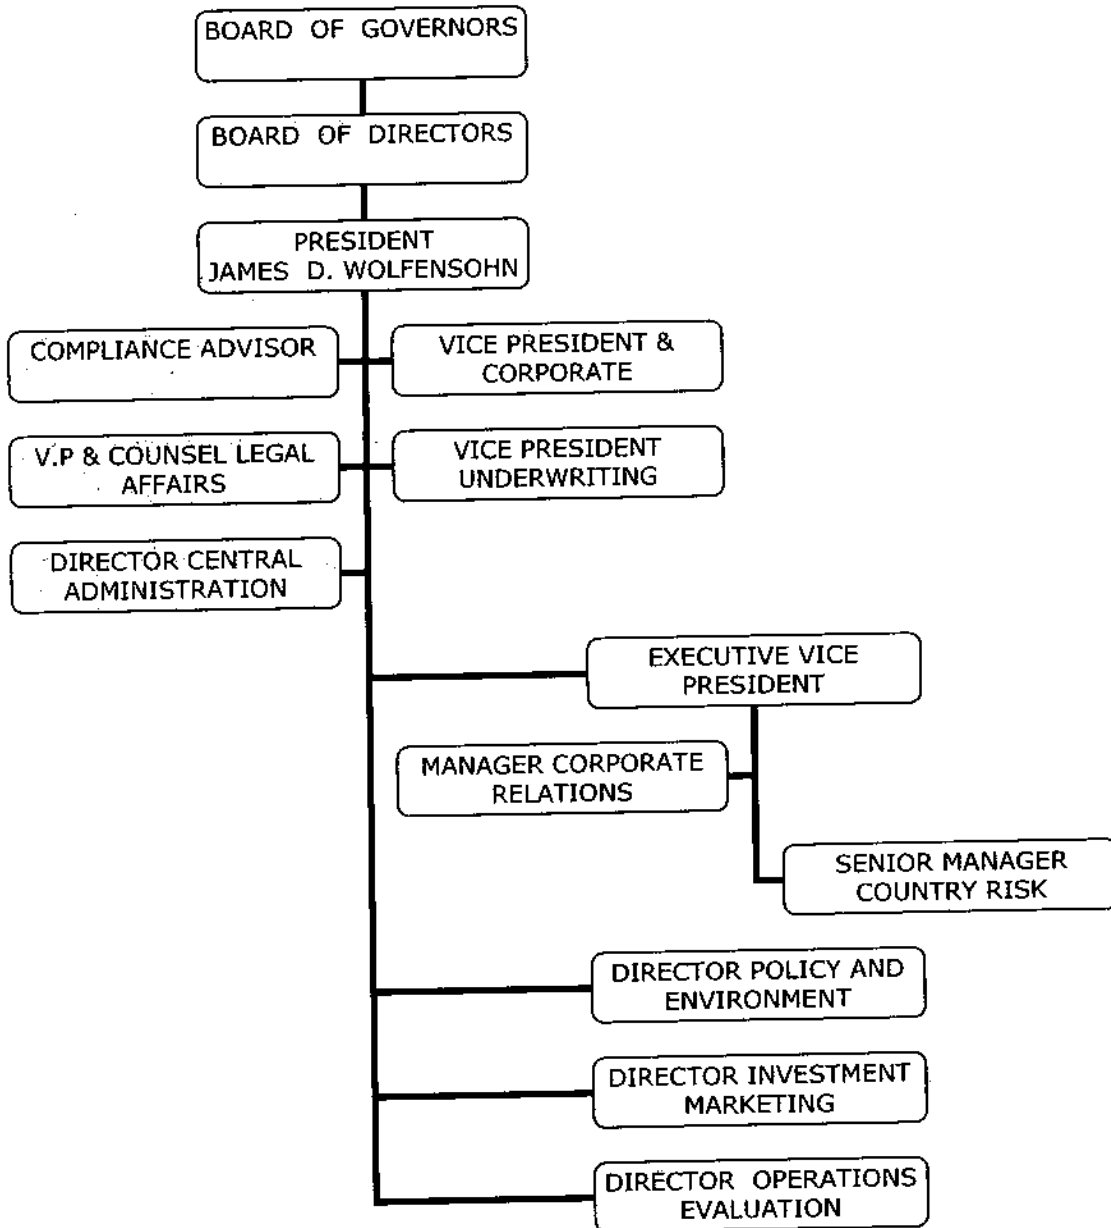 BOARD OF GOVERNORS
BOARD OF DIRECTORS
PRESIDENT
JAMES D. WOLFENSOHN
COMPLIANCE ADVISOR
VICE PRESIDENT &
CORPORATE
V.P & COUNSEL LEGAL
AFFAIRS
VICE PRESIDENT
UNDERWRITING
DIRECTOR CENTRAL
ADMINISTRATION
EXECUTIVE VICE
PRESIDENT
MANAGER CORPORATE
RELATIONS
SENIOR MANAGER
COUNTRY RISK
DIRECTOR POLICY AND
ENVIRONMENT
DIRECTOR INVESTMENT
MARKETING
DIRECTOR OPERATIONS
EVALUATION